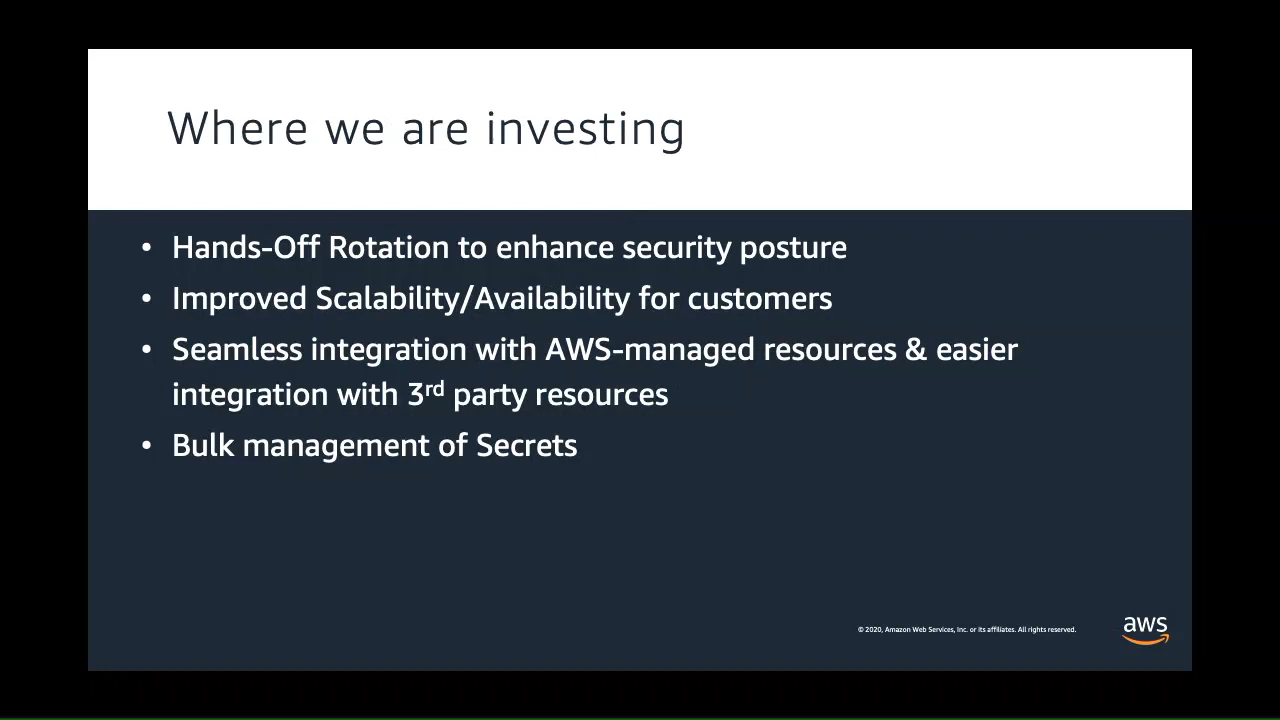 Where we are investing
• Hands-Off Rotation to enhance security posture
• Improved Scalability/Availability for customers
• Seamless integration with AWS-managed resources & easier
integration with 3rd party resources
• Bulk management of Secrets
© 2020, Amazon Web Services, Inc. or its affiliates. All rights reserved.
aws